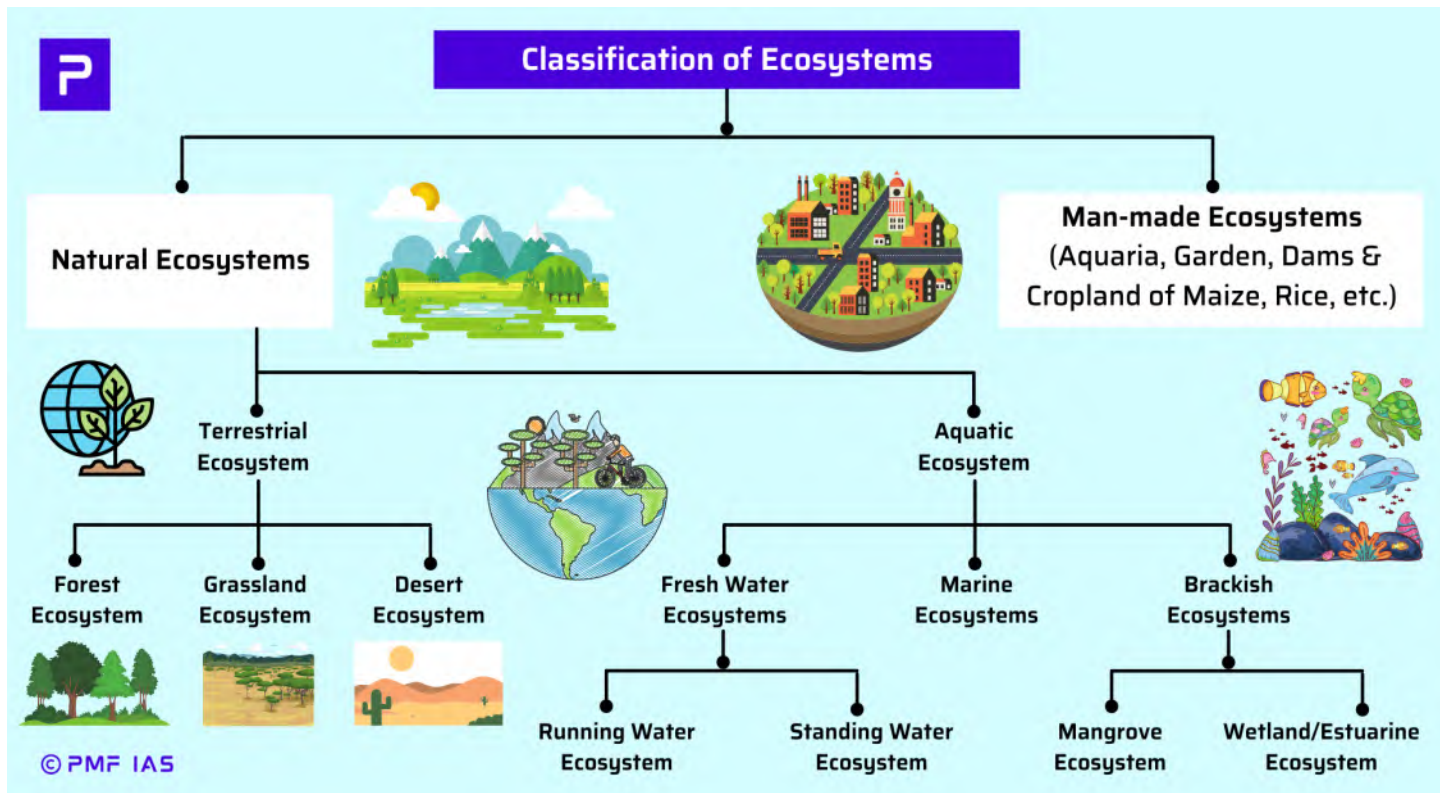 P
Classification of Ecosystems
Natural Ecosystems
Man-made Ecosystems
(Aquaria, Garden, Dams &
Cropland of Maize, Rice, etc.)
Terrestrial
Ecosystem
Aquatic
Ecosystem
Forest
Ecosystem
Grassland
Ecosystem
Desert
Ecosystem
Fresh Water
Ecosystems
Marine
Ecosystems
Brackish
Ecosystems
Running Water
Ecosystem
Standing Water
Ecosystem
Mangrove
Ecosystem
Wetland/Estuarine
Ecosystem
© PMF IAS